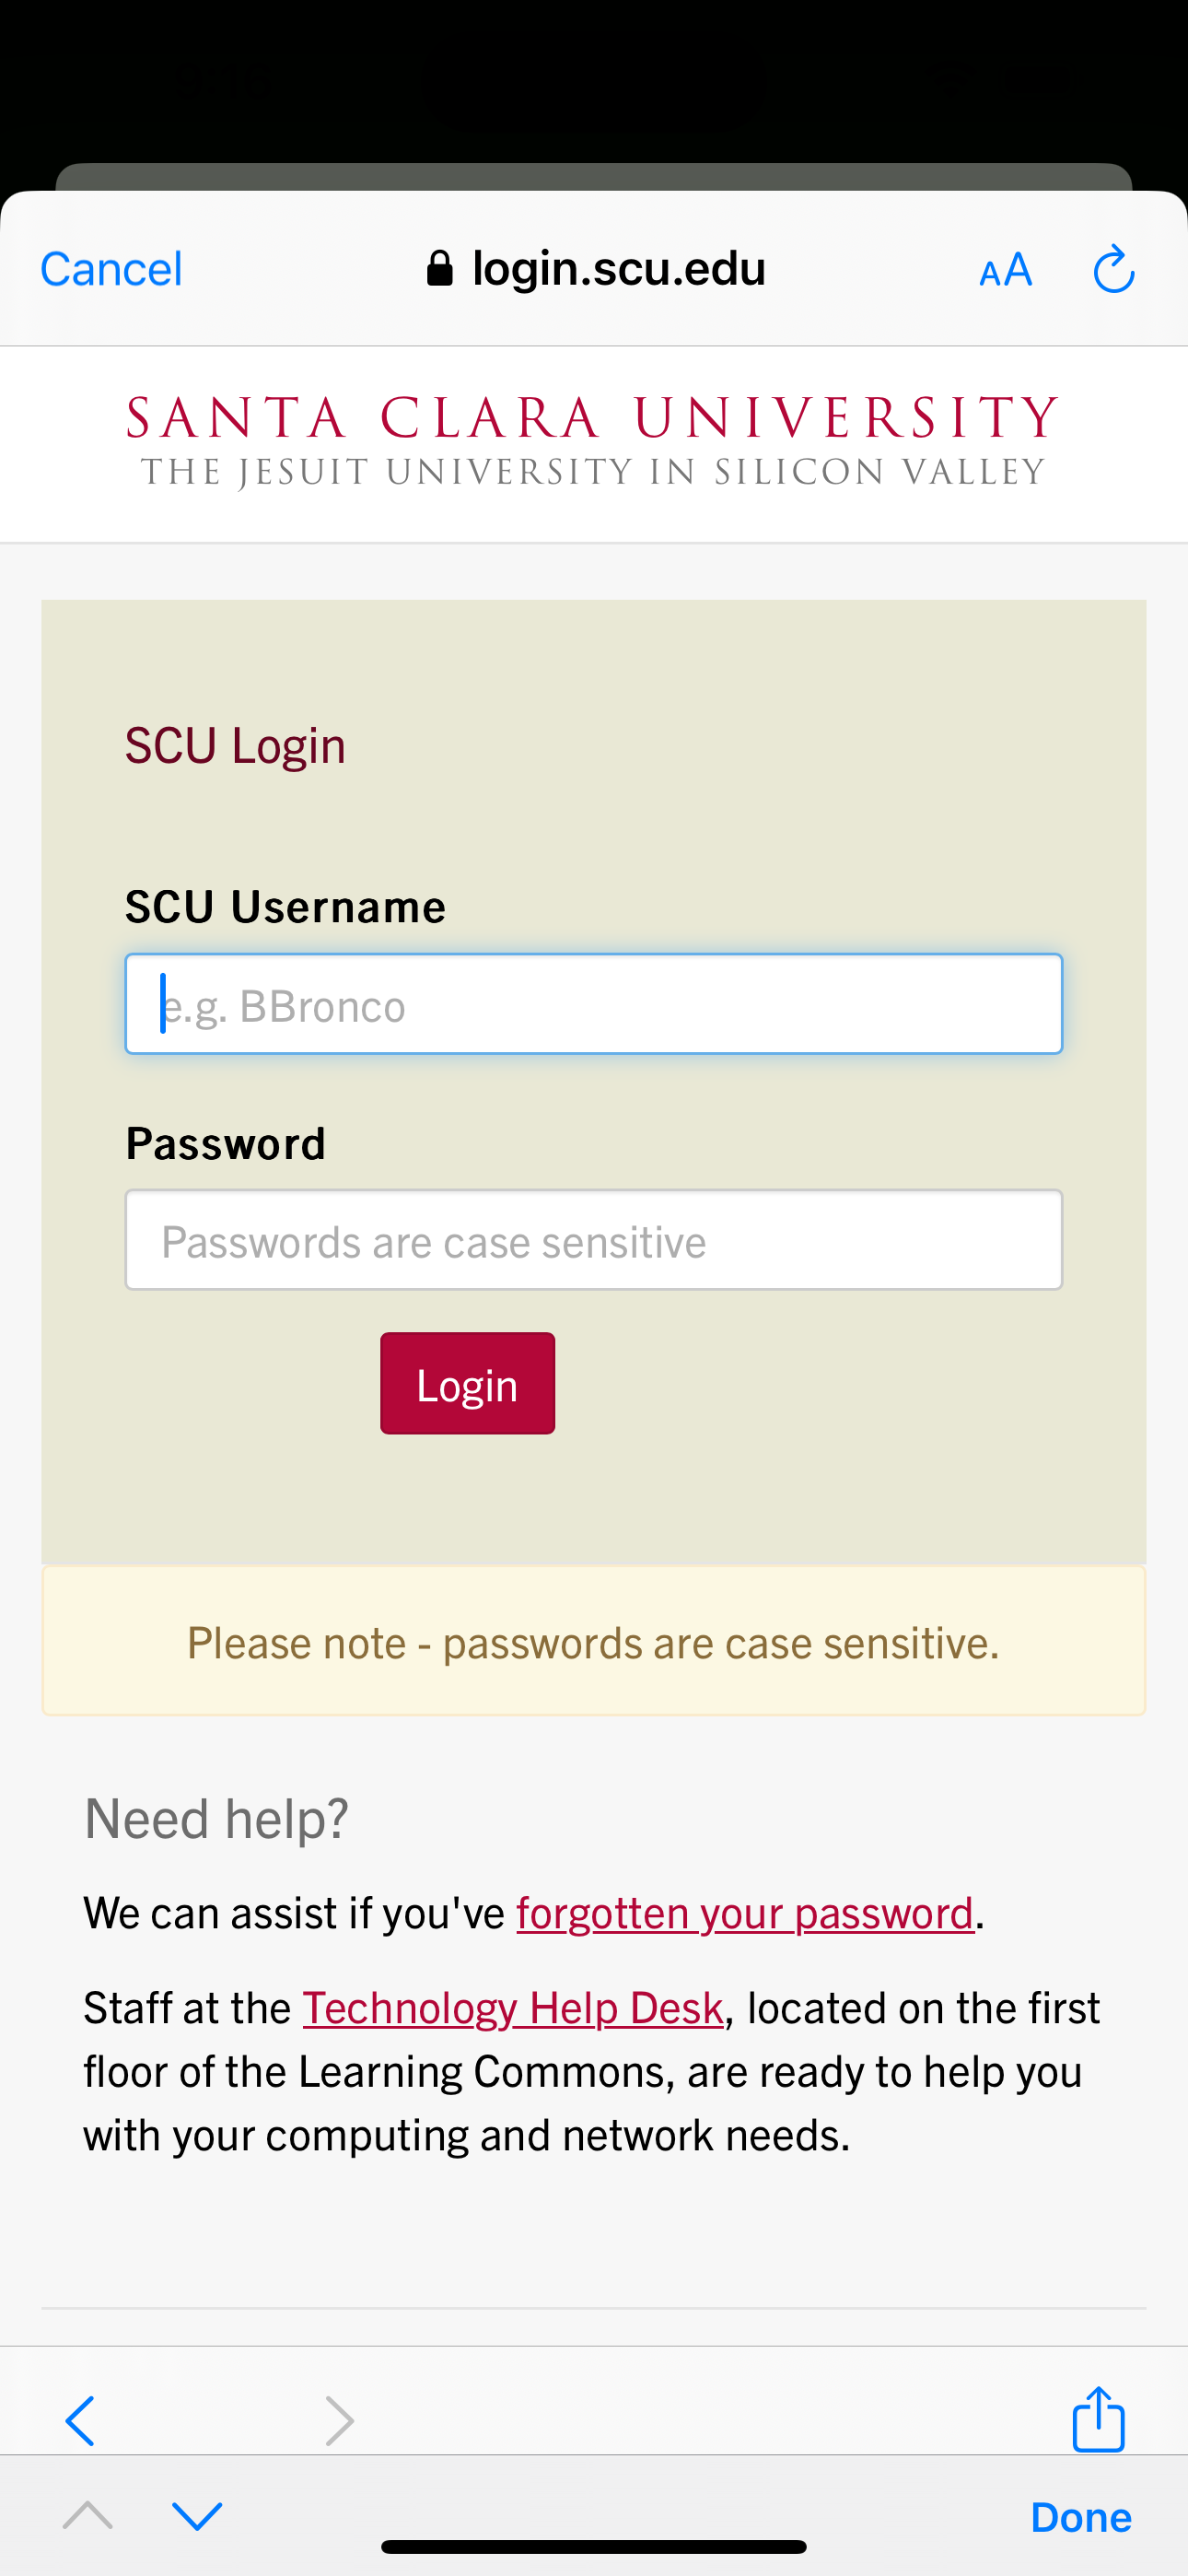 Cancel
login.scu.edu
AA
SANTA CLARA UNIVERSITY
THE JESUIT UNIVERSITY IN SILICON VALLEY
SCU Login
SCU Username
e.g. BBronco
Password
Passwords are case sensitive
Login
Please note - passwords are case sensitive.
Need help?
We can assist if you've forgotten your password.
Staff at the Technology Help Desk, located on the first
floor of the Learning Commons, are ready to help you
with your computing and network needs.
Done